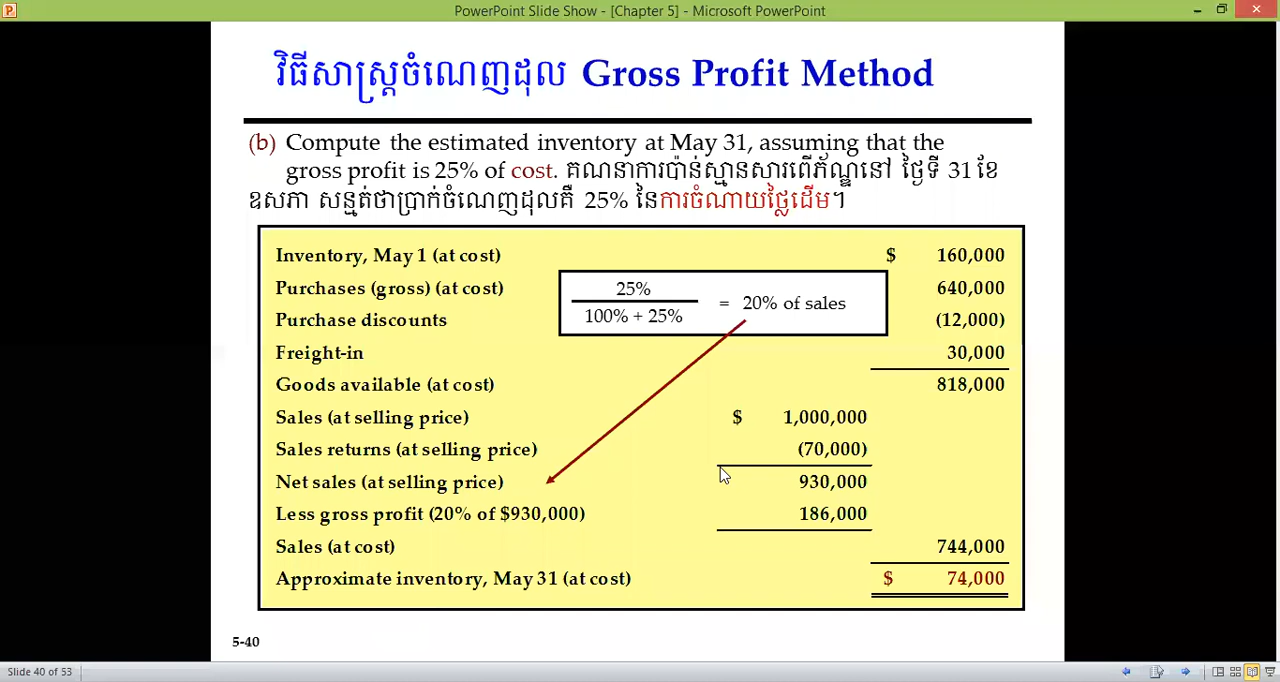 PowerPoint Slide Show - [Chapter 5] - Microsoft PowerPoint
វិធីសាស្ត្រចំណេញដុល Gross Profit Method
(b) Compute the estimated inventory at May 31, assuming that the
gross profit is 25% of cost. គណនាការប៉ាន់ស្មានសារពើភ័ណ្ឌនៅ ថ្ងៃទី 31 ខែ
ឧសភា សន្មត់ថាប្រាក់ចំណេញដុលគឺ 25% នៃការចំណាយថ្លៃដើម។
Inventory, May 1 (at cost) $ 160,000
Purchases (gross) (at cost) 640,000
25%
100% + 25%
= 20% of sales
Purchase discounts (12,000)
Freight-in 30,000
Goods available (at cost) 818,000
Sales (at selling price) $ 1,000,000
Sales returns (at selling price) (70,000)
Net sales (at selling price) 930,000
Less gross profit (20% of $930,000) 186,000
Sales (at cost) 744,000
Approximate inventory, May 31 (at cost) $ 74,000
5-40
Slide 40 of 53